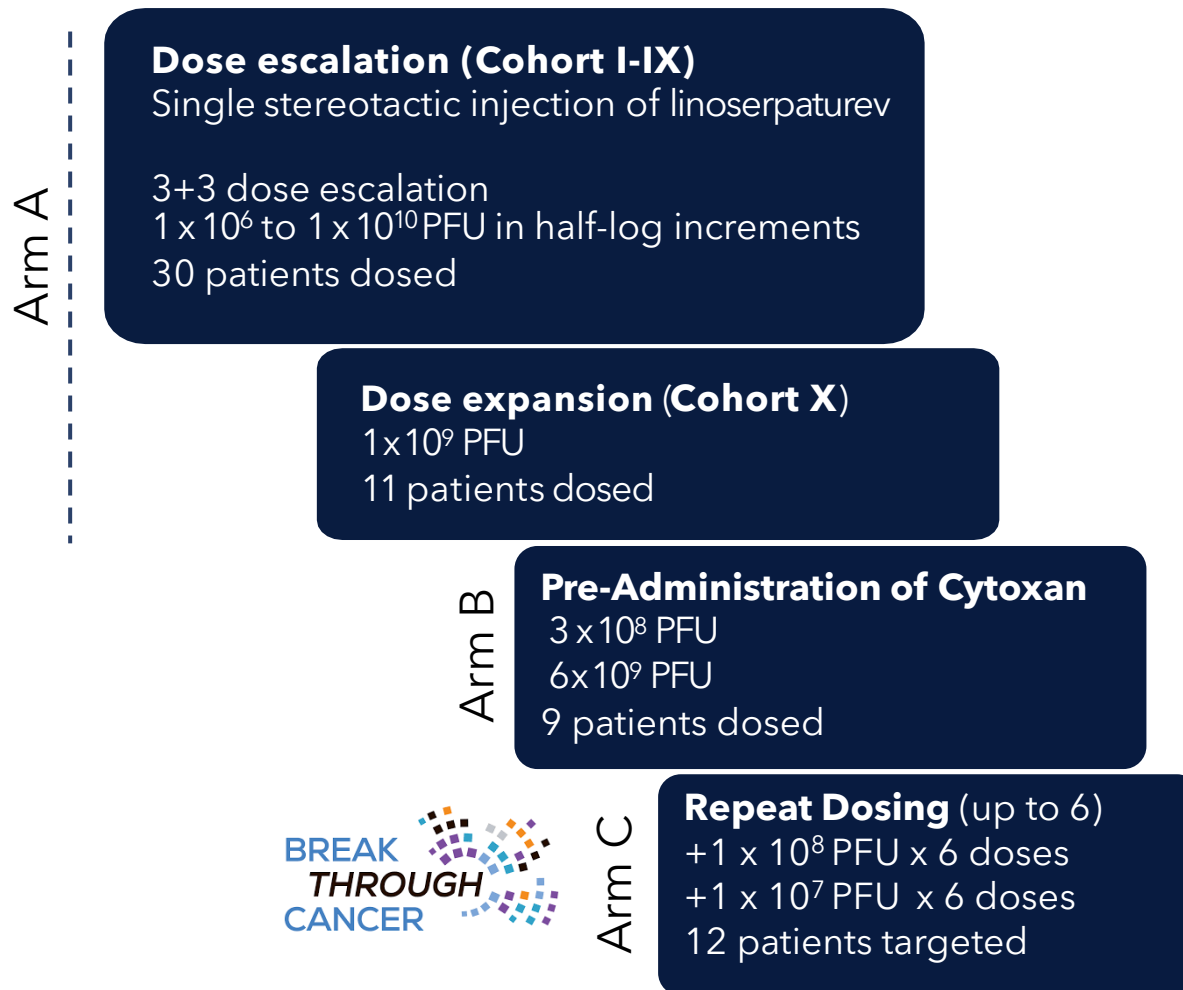 Arm A
Dose escalation (Cohort I-IX)
Single stereotactic injection of linoserpaturev
3+3 dose escalation
1 x 10⁶ to 1 x 10¹⁰ PFU in half-log increments
30 patients dosed
Dose expansion (Cohort X)
1x10⁹ PFU
11 patients dosed
Arm B
Pre-Administration of Cytoxan
3 x10⁸ PFU
6x10⁹ PFU
9 patients dosed
BREAK
THROUGH
CANCER
Arm C
Repeat Dosing (up to 6)
+1 x 10⁸ PFU x 6 doses
+1 x 10⁷ PFU x 6 doses
12 patients targeted